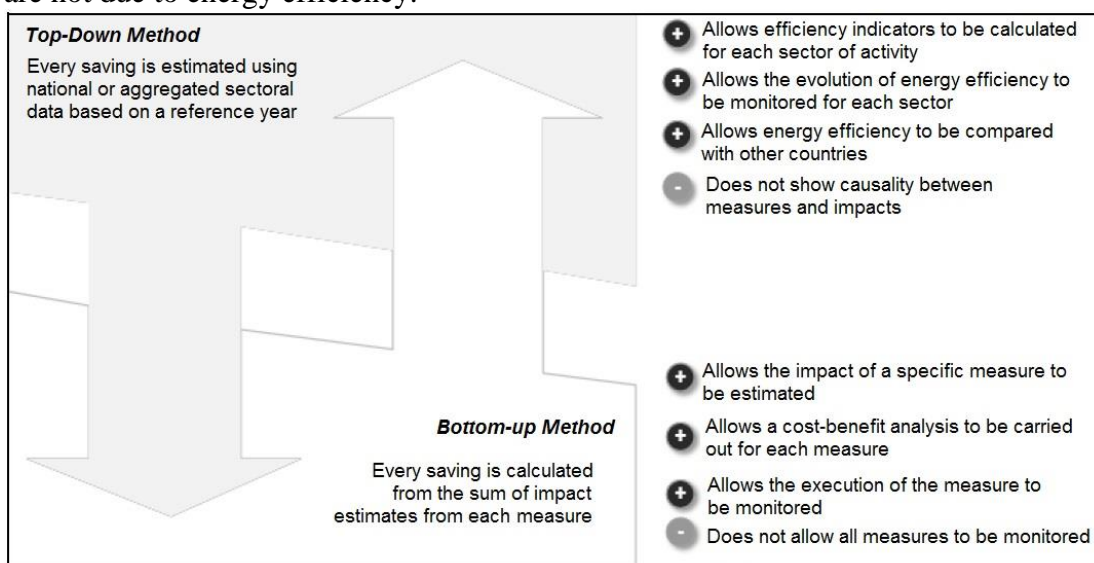 are not due to energy efficiency.
Top-Down Method
Every saving is estimated using
national or aggregated sectoral
data based on a reference year
+ Allows efficiency indicators to be calculated
for each sector of activity
+ Allows the evolution of energy efficiency to
be monitored for each sector
+ Allows energy efficiency to be compared
with other countries
- Does not show causality between
measures and impacts
Bottom-up Method
Every saving is calculated
from the sum of impact
estimates from each measure
+ Allows the impact of a specific measure to
be estimated
+ Allows a cost-benefit analysis to be carried
out for each measure
+ Allows the execution of the measure to
be monitored
- Does not allow all measures to be monitored